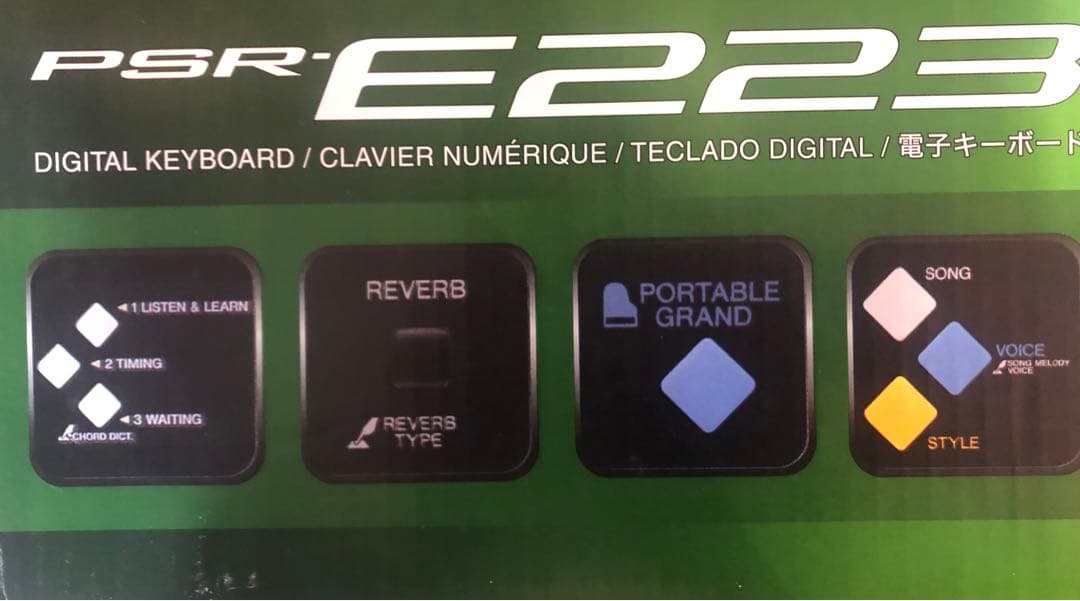 PSR-E223
DIGITAL KEYBOARD / CLAVIER NUMÉRIQUE / TECLADO DIGITAL / 電子キーボード
◄1 LISTEN & LEARN
◄2 TIMING
◄3 WAITING
CHORD DICT.
REVERB
REVERB
TYPE
PORTABLE
GRAND
SONG
VOICE
SONG MELODY
VOICE
STYLE